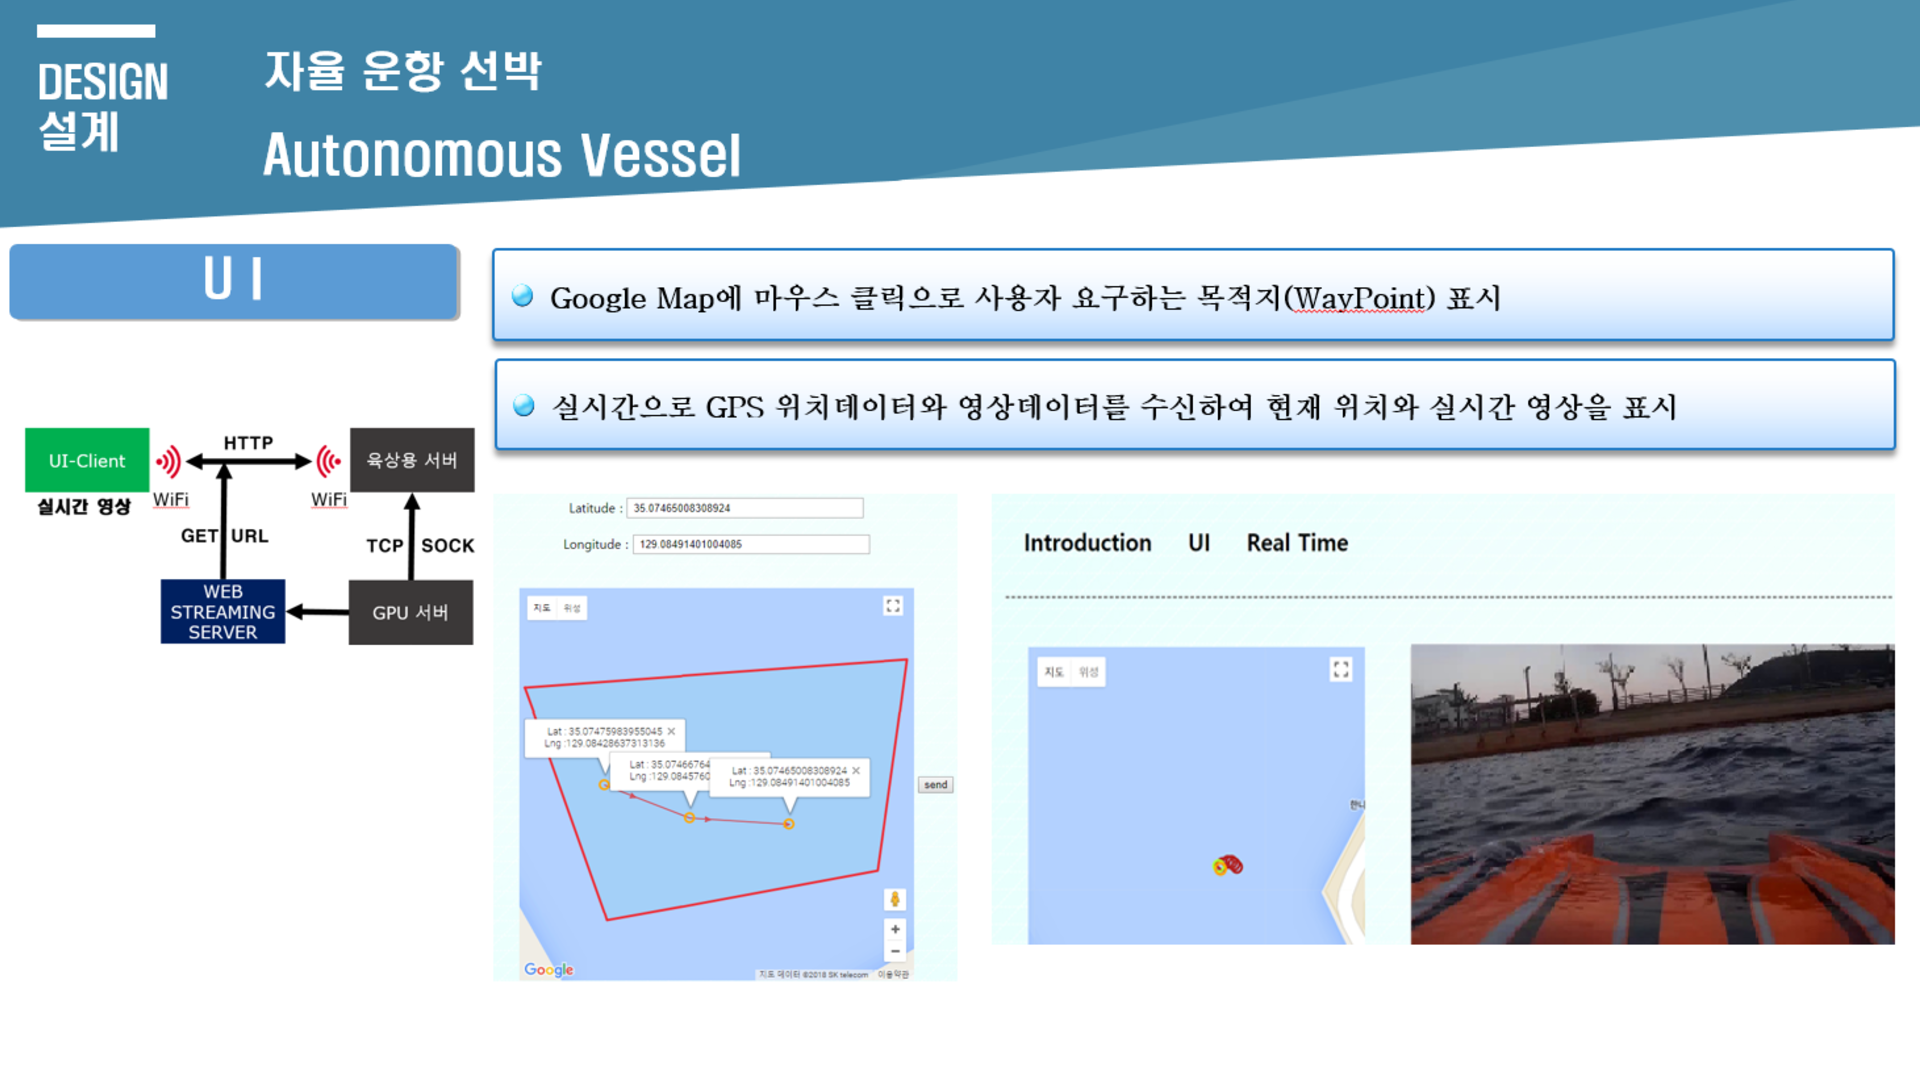 DESIGN
설계
자율 운항 선박
Autonomous Vessel
UI
Google Map에 마우스 클릭으로 사용자 요구하는 목적지(WayPoint) 표시
실시간으로 GPS 위치데이터와 영상데이터를 수신하여 현재 위치와 실시간 영상을 표시
UI-Client
HTTP
육상용 서버
실시간 영상
WiFi
WiFi
GET URL
TCP SOCK
WEB
STREAMING
SERVER
GPU 서버
Latitude : 35.07465008308924
Longitude : 129.08491401004085
지도 위성
Lat : 35.07475983955045
Lng :129.08428637313136
Lat : 35.07466764
Lng :129.0845760
Lat : 35.07465008308924
Lng :129.08491401004085
send
Google
지도 데이터 ©2018 SK telecom 이용약관
Introduction UI Real Time
지도 위성